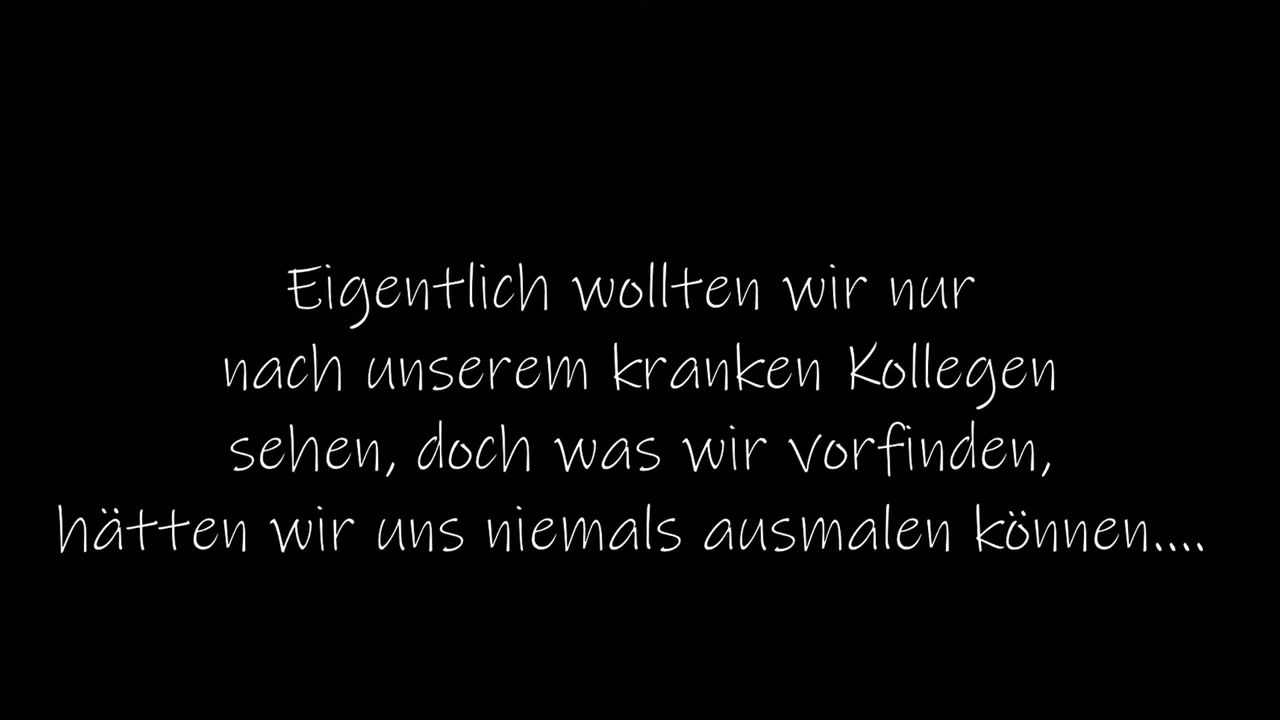 Eigentlich wollten wir nur
nach unserem kranken Kollegen
sehen, doch was wir vorfinden,
hätten wir uns niemals ausmalen können....